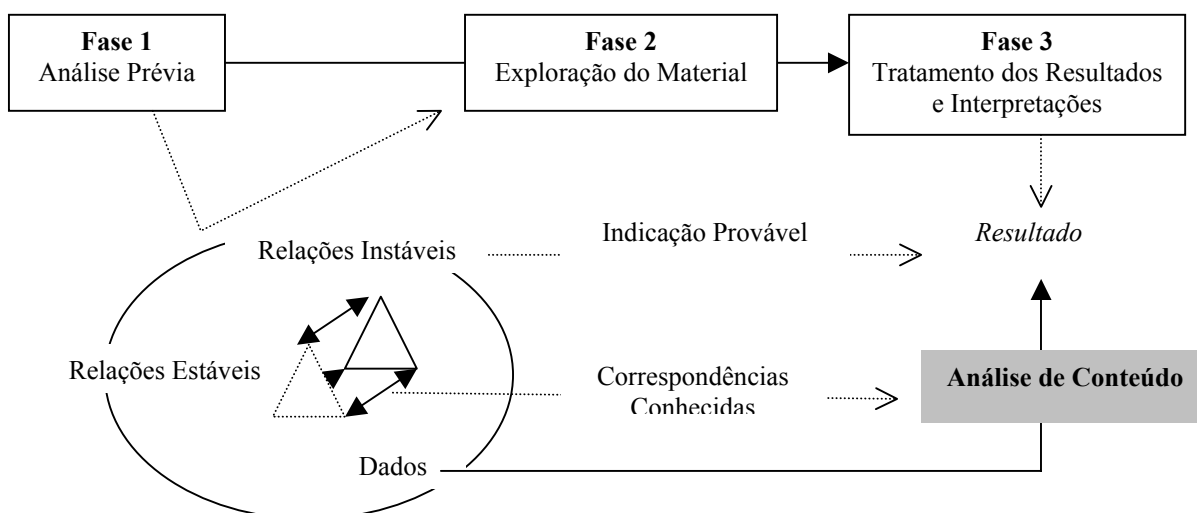 Fase 1
Análise Prévia
Fase 2
Exploração do Material
Fase 3
Tratamento dos Resultados
e Interpretações
Relações Instáveis
Indicação Provável
Resultado
Relações Estáveis
Correspondências
Conhecidas
Análise de Conteúdo
Dados